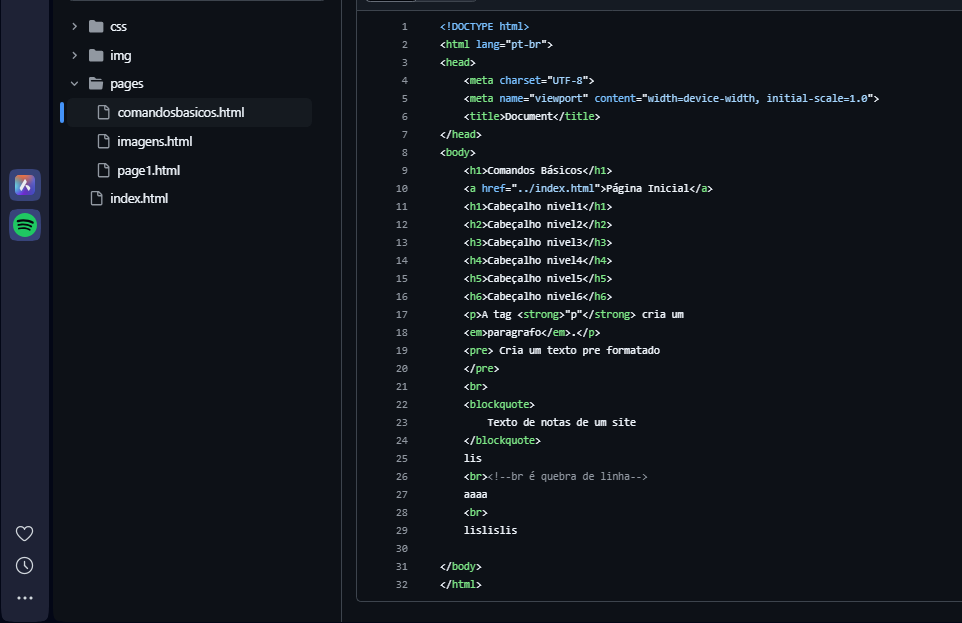 css
img
pages
comandosbasicos.html
imagens.html
page1.html
index.html
1 <!DOCTYPE html>
2 <html lang="pt-br">
3 <head>
4     <meta charset="UTF-8">
5     <meta name="viewport" content="width=device-width, initial-scale=1.0">
6     <title>Document</title>
7 </head>
8 <body>
9     <h1>Comandos Básicos</h1>
10     <a href="../index.html">Página Inicial</a>
11     <h1>Cabeçalho nivel1</h1>
12     <h2>Cabeçalho nivel2</h2>
13     <h3>Cabeçalho nivel3</h3>
14     <h4>Cabeçalho nivel4</h4>
15     <h5>Cabeçalho nivel5</h5>
16     <h6>Cabeçalho nivel6</h6>
17     <p>A tag <strong>"p"</strong> cria um
18     <em>paragrafo</em>.</p>
19     <pre> Cria um texto pre formatado
20     </pre>
21     <br>
22     <blockquote>
23         Texto de notas de um site
24     </blockquote>
25     lis
26     <br><!--br é quebra de linha-->
27     aaaa
28     <br>
29     lislislis
30
31 </body>
32 </html>